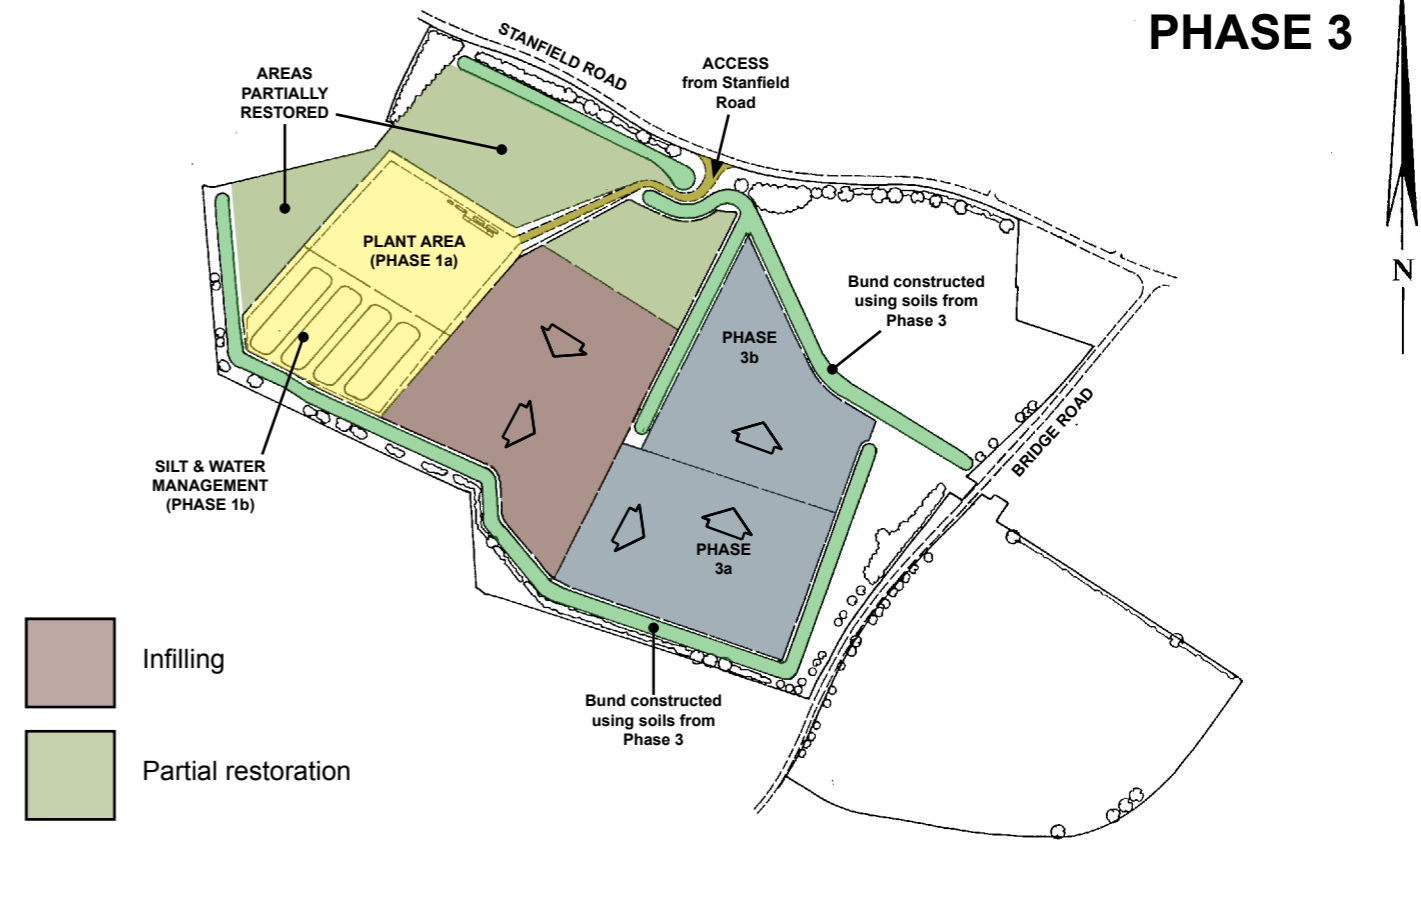 PHASE 3
STANFIELD ROAD
ACCESS
from Stanfield
Road
AREAS
PARTIALLY
RESTORED
PLANT AREA
(PHASE 1a)
N
Bund constructed
using soils from
Phase 3
PHASE
3b
BRIDGE ROAD
SILT & WATER
MANAGEMENT
(PHASE 1b)
PHASE
3a
Infilling
Bund constructed
using soils from
Phase 3
Partial restoration